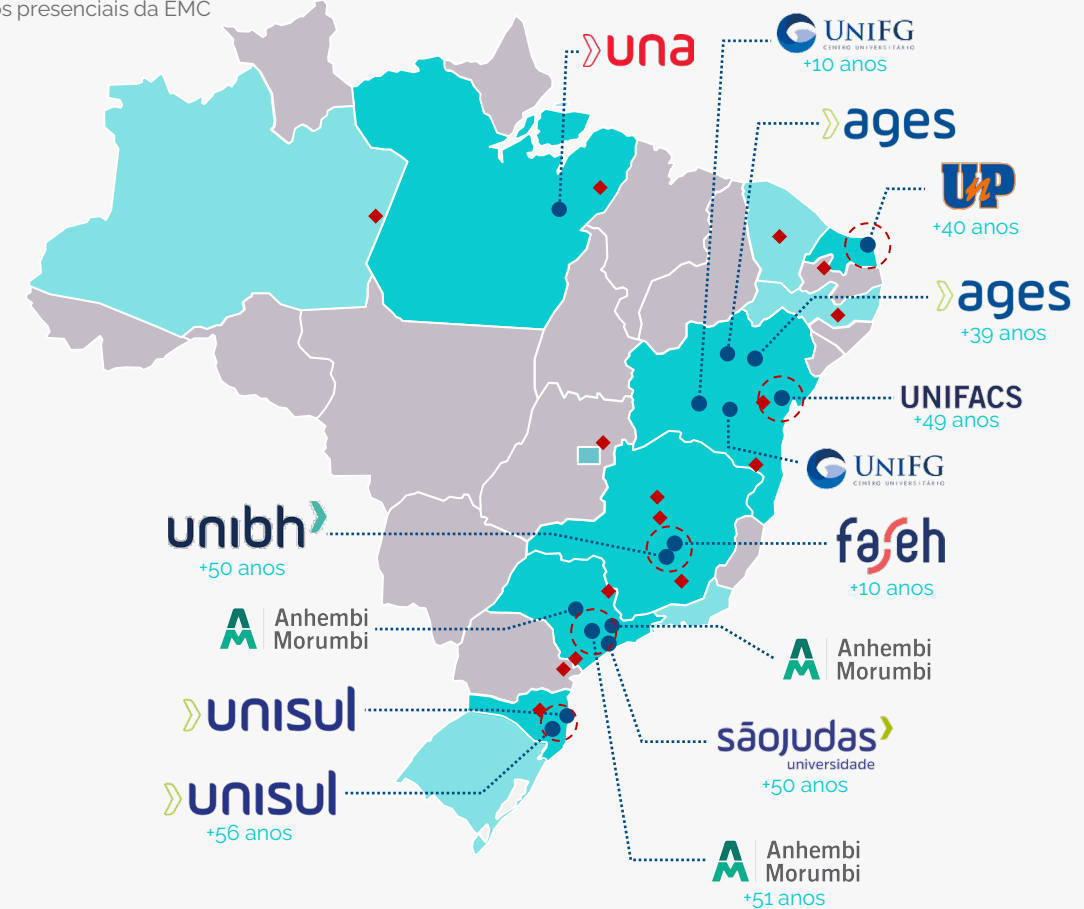 os presenciais da EMC
una
UNIFG
CENTRO UNIVERSITÁRIO
+10 anos
ages
UnP
+40 anos
ages
+39 anos
UNIFACS
+49 anos
UNIFG
CENTRO UNIVERSITÁRIO
unibh
+50 anos
faseh
+10 anos
Anhembi
Morumbi
Anhembi
Morumbi
unisul
sãojudas
universidade
+50 anos
unisul
+56 anos
Anhembi
Morumbi
+51 anos